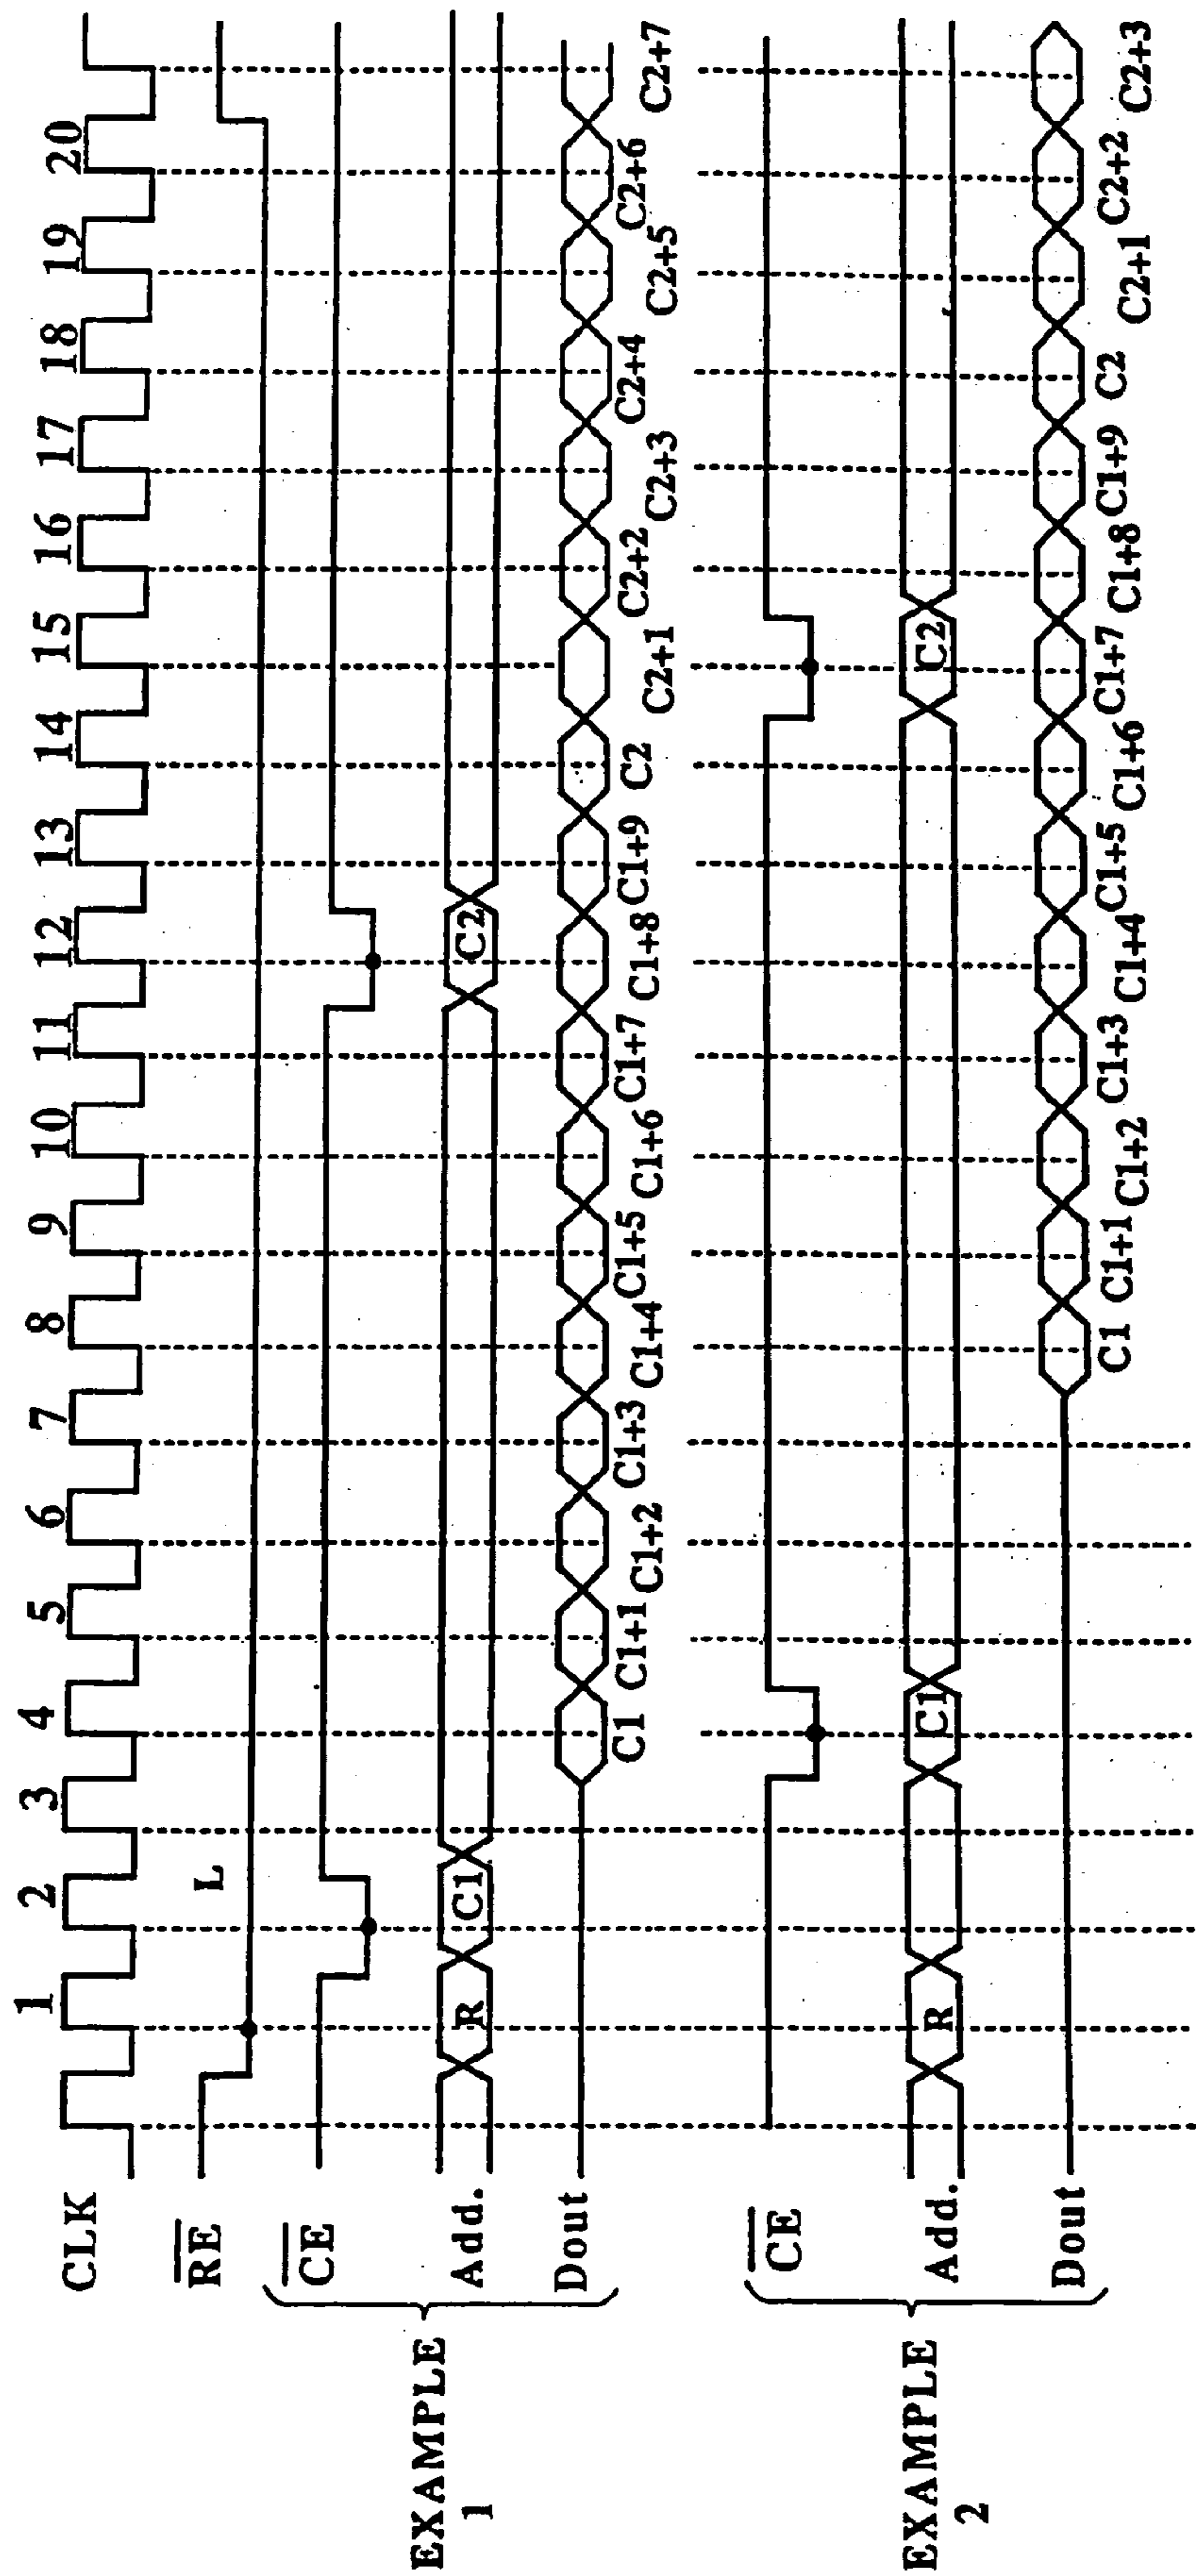 CLK 1 2 3 4 5 6 7 8 9 10 11 12 13 14 15 16 17 18 19 20
RE L
EXAMPLE 1
CE
Add. R C1 C2
Dout C1 C1+1 C1+2 C1+3 C1+4 C1+5 C1+6 C1+7 C1+8 C1+9 C2 C2+1 C2+2 C2+3 C2+4 C2+5 C2+6 C2+7
EXAMPLE 2
CE
Add. R C1 C2
Dout C1 C1+1 C1+2 C1+3 C1+4 C1+5 C1+6 C1+7 C1+8 C1+9 C2 C2+1 C2+2 C2+3